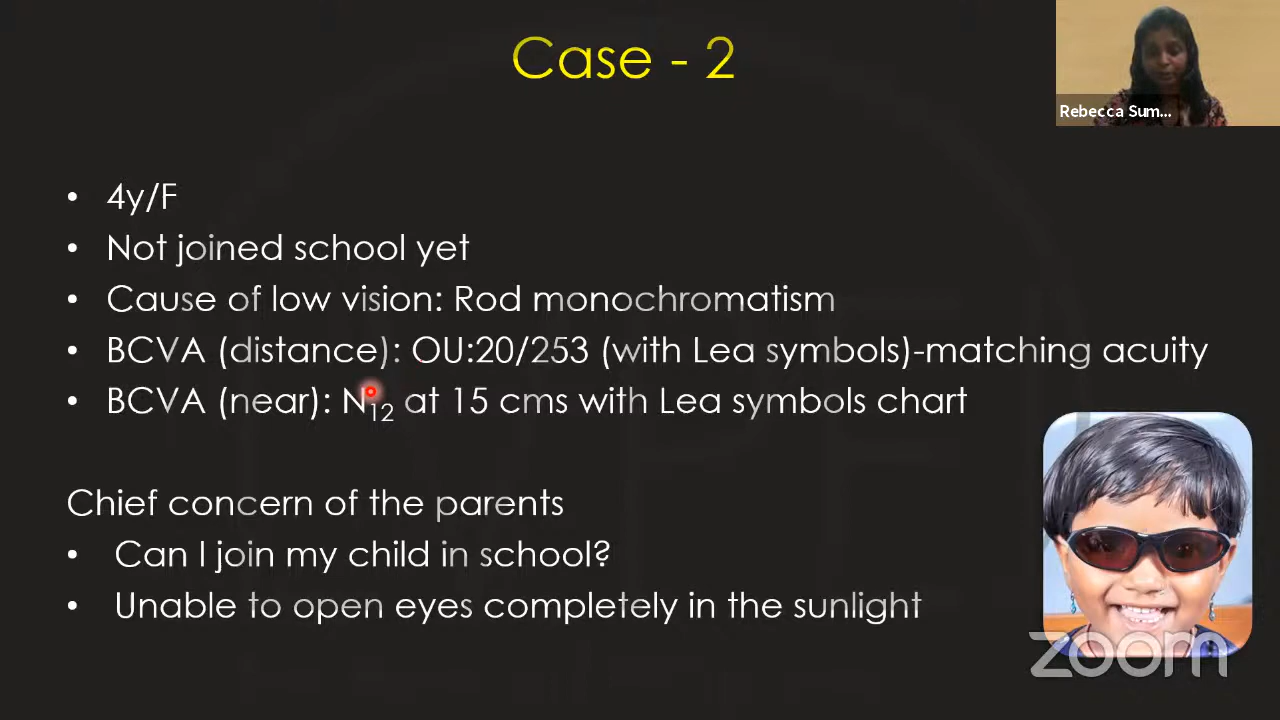 Case - 2
Rebecca Sum...
• 4y/F
• Not joined school yet
• Cause of low vision: Rod monochromatism
• BCVA (distance): OU:20/253 (with Lea symbols)-matching acuity
• BCVA (near): N12 at 15 cms with Lea symbols chart
Chief concern of the parents
• Can I join my child in school?
• Unable to open eyes completely in the sunlight
zoom